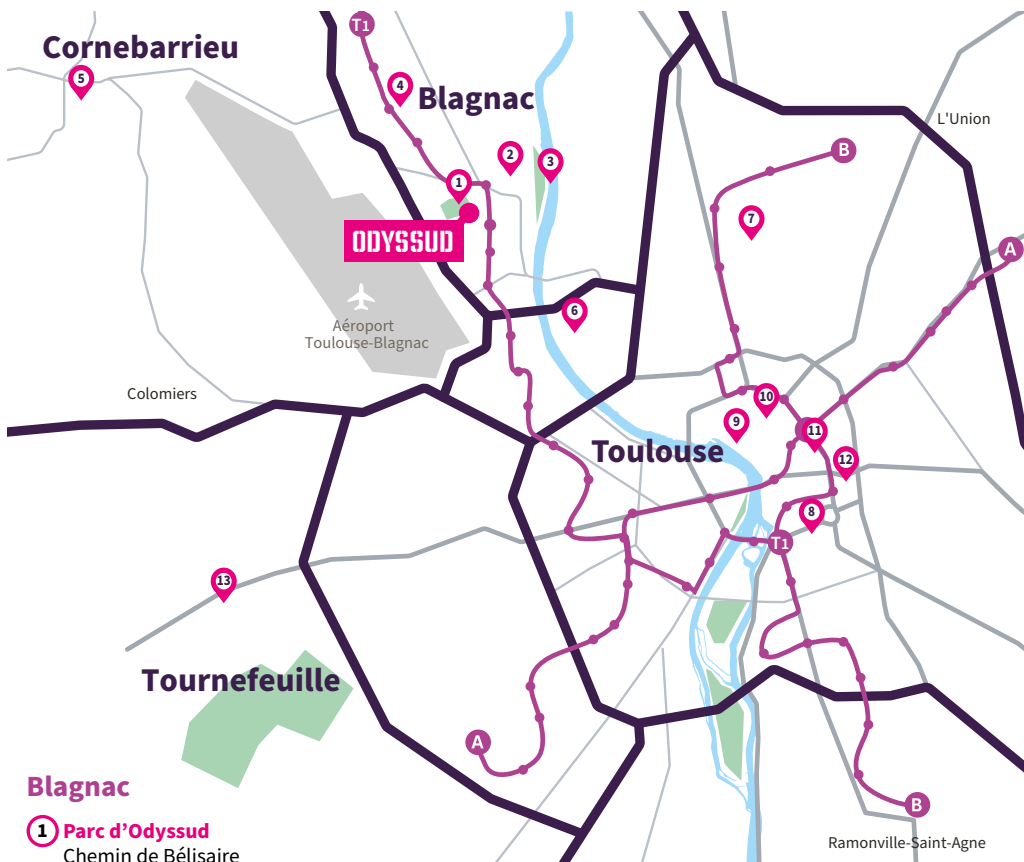 T1
Cornebarrieu
5
4
Blagnac
L'Union
B
2
3
1
7
ODYSSUD
A
6
Aéroport
Toulouse-Blagnac
Colomiers
10
9
11
Toulouse
12
8
T1
13
Tournefeuille
A
B
Ramonville-Saint-Agne
Blagnac
1 Parc d’Odyssud
Chemin de Bélisaire